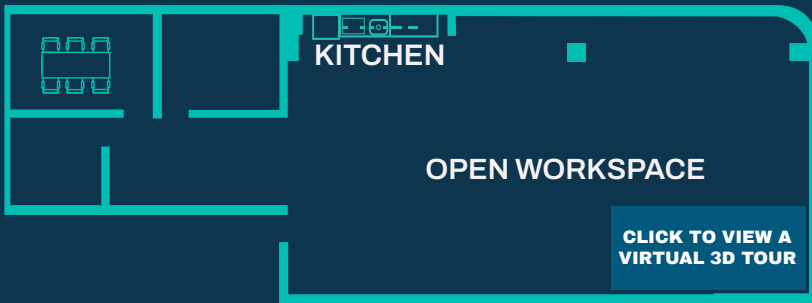 KITCHEN
OPEN WORKSPACE
CLICK TO VIEW A
VIRTUAL 3D TOUR